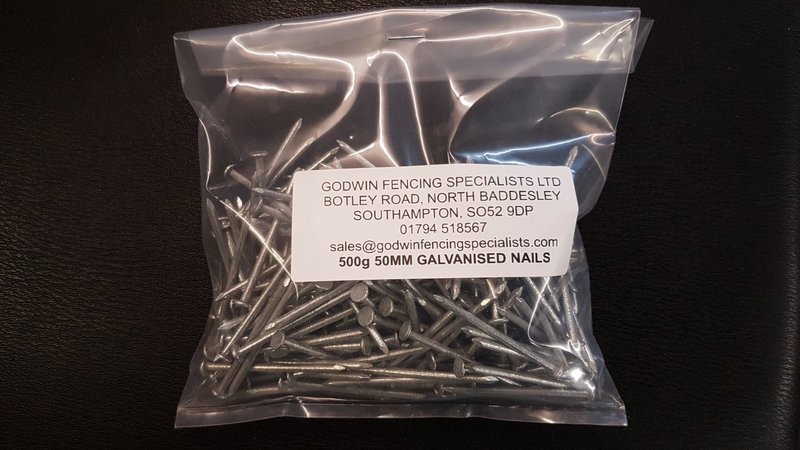 GODWIN FENCING SPECIALISTS LTD
BOTLEY ROAD, NORTH BADDESLEY
SOUTHAMPTON, SO52 9DP
01794 518567
sales@godwinfencingspecialists.com
500g 50MM GALVANISED NAILS